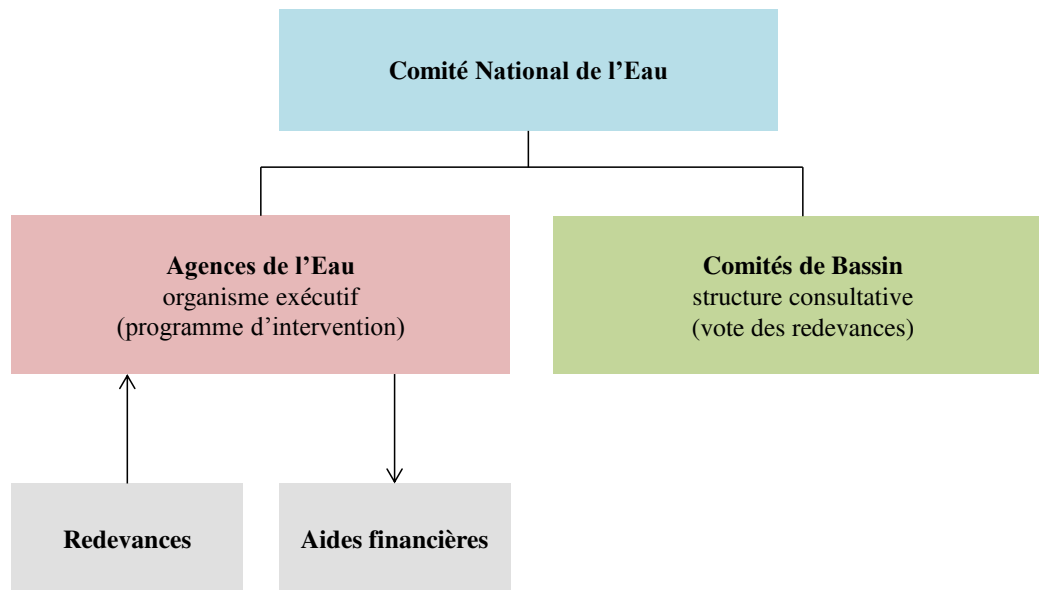 Comité National de l’Eau
Agences de l’Eau
organisme exécutif
(programme d’intervention)
Comités de Bassin
structure consultative
(vote des redevances)
Redevances
Aides financières